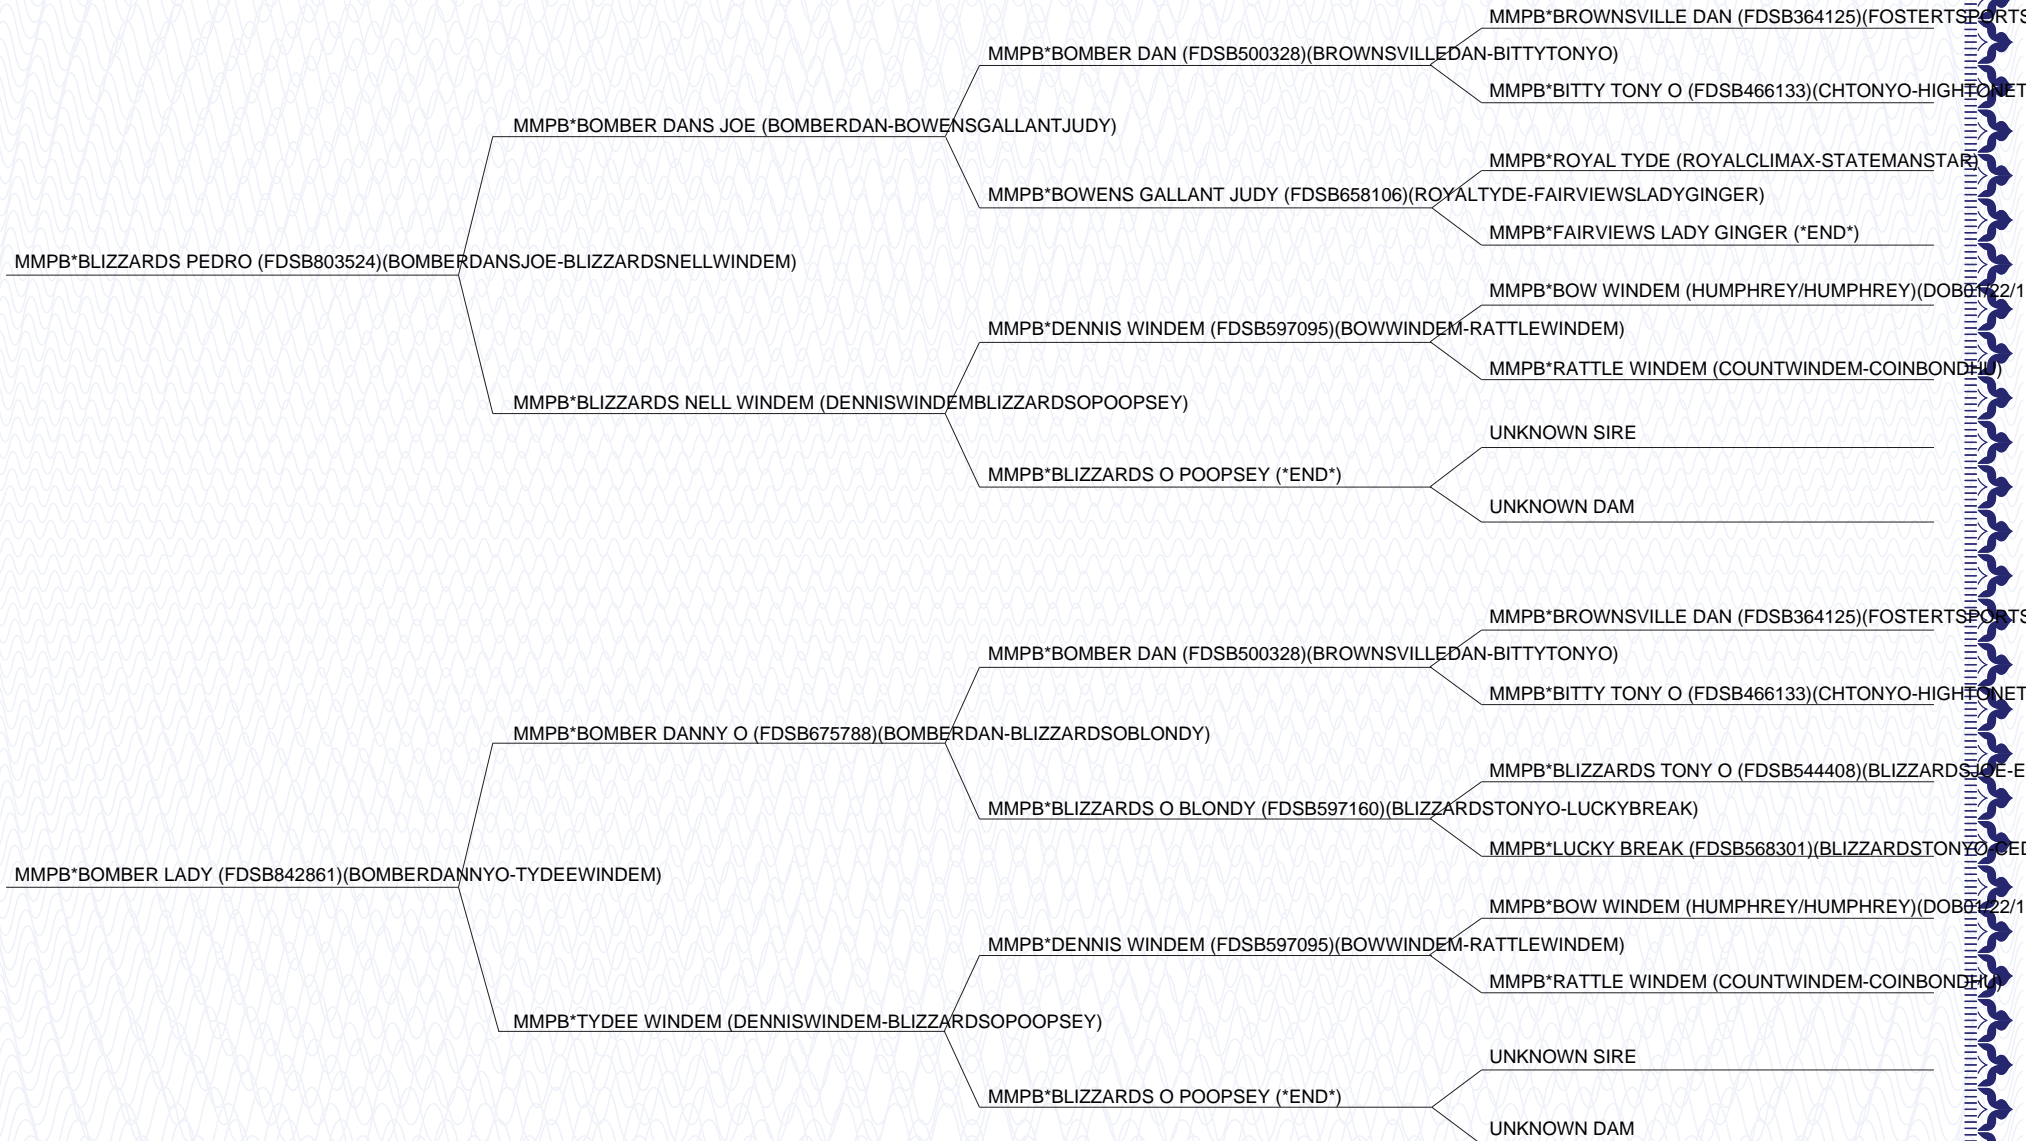 MMPB*BROWNSVILLE DAN (FDSB364125)(FOSTERTSPORTS
MMPB*BOMBER DAN (FDSB500328)(BROWNSVILLEDAN-BITTYTONYO)
MMPB*BITTY TONY O (FDSB466133)(CHTONYO-HIGHTONET
MMPB*BOMBER DANS JOE (BOMBERDAN-BOWENSGALLANTJUDY)
MMPB*ROYAL TYDE (ROYALCLIMAX-STATEMANSTAR)
MMPB*BOWENS GALLANT JUDY (FDSB658106)(ROYALTYDE-FAIRVIEWSLADYGINGER)
MMPB*FAIRVIEWS LADY GINGER (*END*)
MMPB*BLIZZARDS PEDRO (FDSB803524)(BOMBERDANSJOE-BLIZZARDSNELLWINDEM)
MMPB*BOW WINDEM (HUMPHREY/HUMPHREY)(DOB01/22/1
MMPB*DENNIS WINDEM (FDSB597095)(BOWWINDEM-RATTLEWINDEM)
MMPB*RATTLE WINDEM (COUNTWINDEM-COINBONDHU)
MMPB*BLIZZARDS NELL WINDEM (DENNISWINDEMBLIZZARDSOPOOPSEY)
UNKNOWN SIRE
MMPB*BLIZZARDS O POOPSEY (*END*)
UNKNOWN DAM
MMPB*BROWNSVILLE DAN (FDSB364125)(FOSTERTSPORTS
MMPB*BOMBER DAN (FDSB500328)(BROWNSVILLEDAN-BITTYTONYO)
MMPB*BITTY TONY O (FDSB466133)(CHTONYO-HIGHTONET
MMPB*BOMBER DANNY O (FDSB675788)(BOMBERDAN-BLIZZARDSOBLONDY)
MMPB*BLIZZARDS TONY O (FDSB544408)(BLIZZARDSJOE-E
MMPB*BLIZZARDS O BLONDY (FDSB597160)(BLIZZARDSTONYO-LUCKYBREAK)
MMPB*LUCKY BREAK (FDSB568301)(BLIZZARDSTONYO-CED
MMPB*BOMBER LADY (FDSB842861)(BOMBERDANNYO-TYDEEWINDEM)
MMPB*BOW WINDEM (HUMPHREY/HUMPHREY)(DOB01/22/1
MMPB*DENNIS WINDEM (FDSB597095)(BOWWINDEM-RATTLEWINDEM)
MMPB*RATTLE WINDEM (COUNTWINDEM-COINBONDHU)
MMPB*TYDEE WINDEM (DENNISWINDEM-BLIZZARDSOPOOPSEY)
UNKNOWN SIRE
MMPB*BLIZZARDS O POOPSEY (*END*)
UNKNOWN DAM